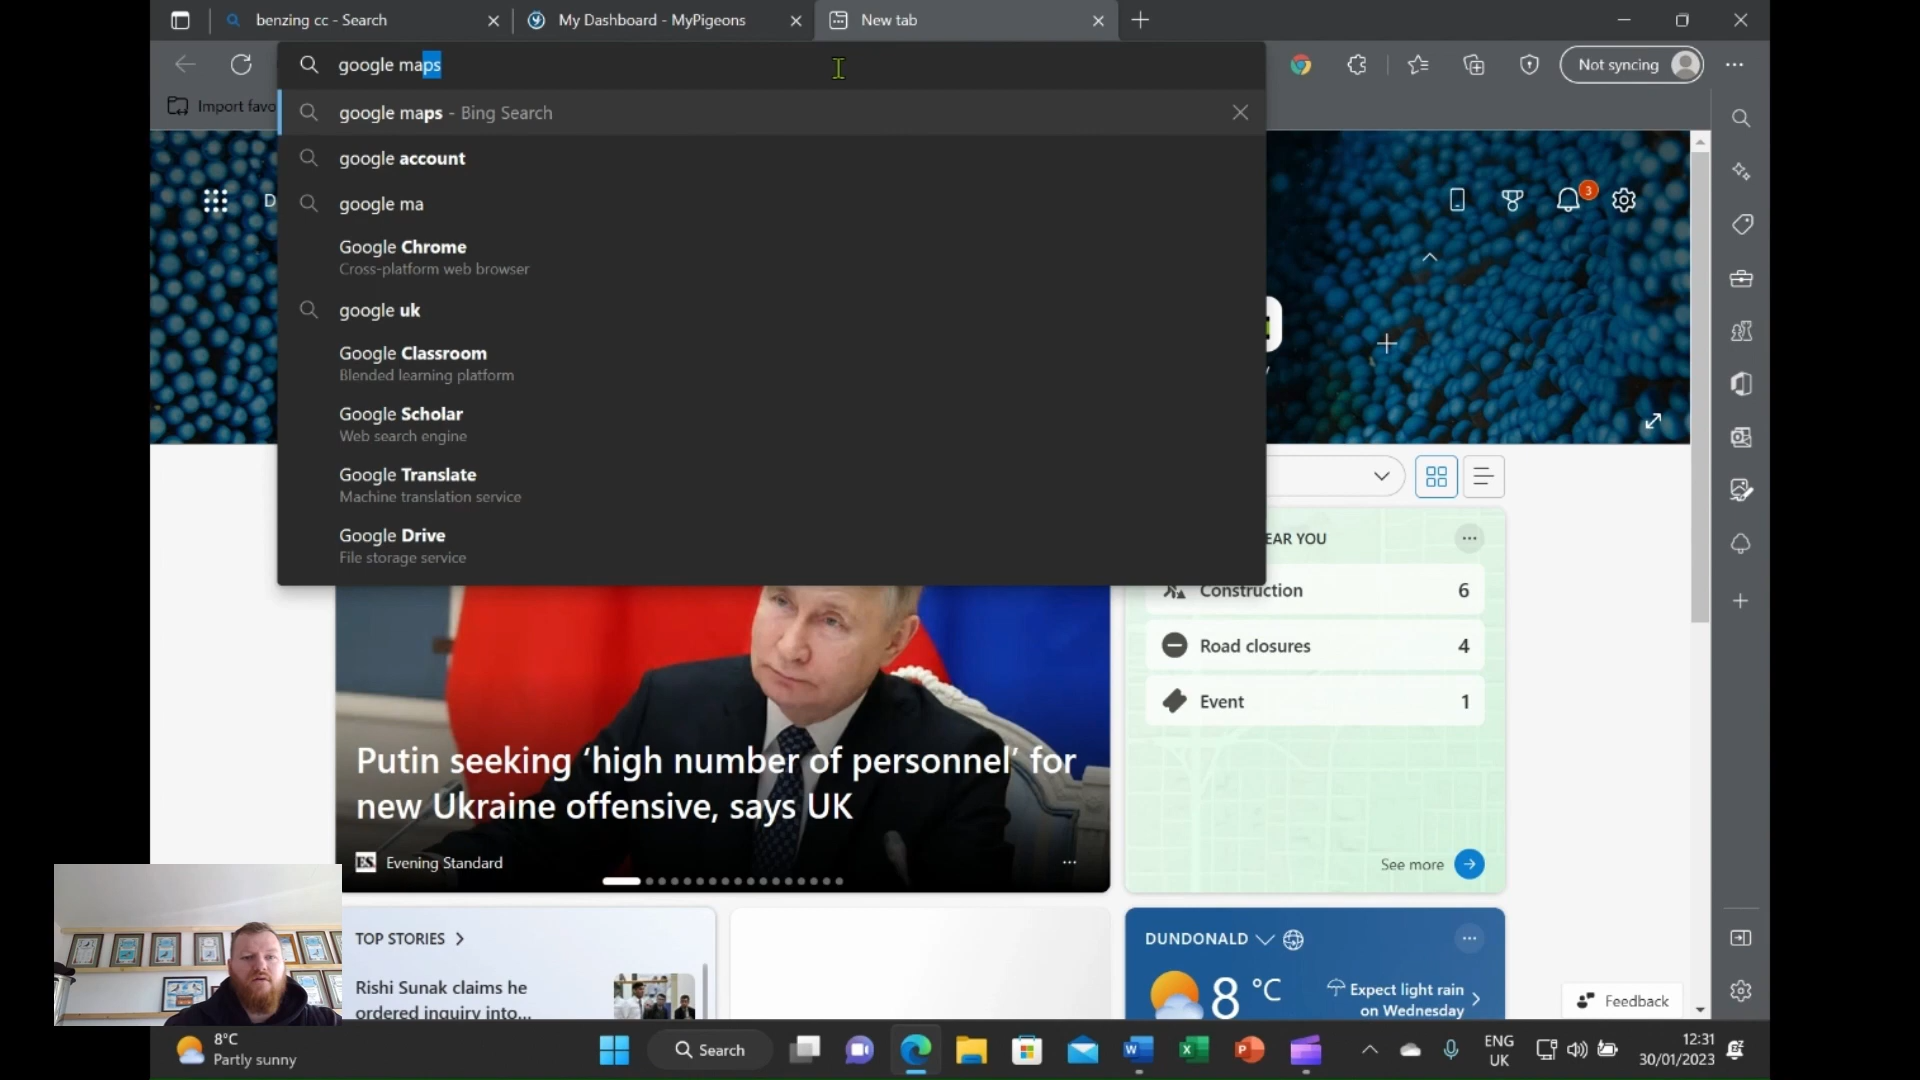 benzing cc - Search
My Dashboard - MyPigeons
New tab
google maps
Not syncing
Import favo
google maps - Bing Search
google account
google ma
Google Chrome
Cross-platform web browser
google uk
Google Classroom
Blended learning platform
Google Scholar
Web search engine
Google Translate
Machine translation service
Google Drive
File storage service
D
3
EAR YOU
Construction 6
Road closures 4
Event 1
See more
Putin seeking ‘high number of personnel’ for
new Ukraine offensive, says UK
ES Evening Standard
TOP STORIES
Rishi Sunak claims he
ordered inquiry into...
DUNDONALD
8 °C
Expect light rain
on Wednesday
Feedback
8°C
Partly sunny
Search
ENG
UK
12:31
30/01/2023